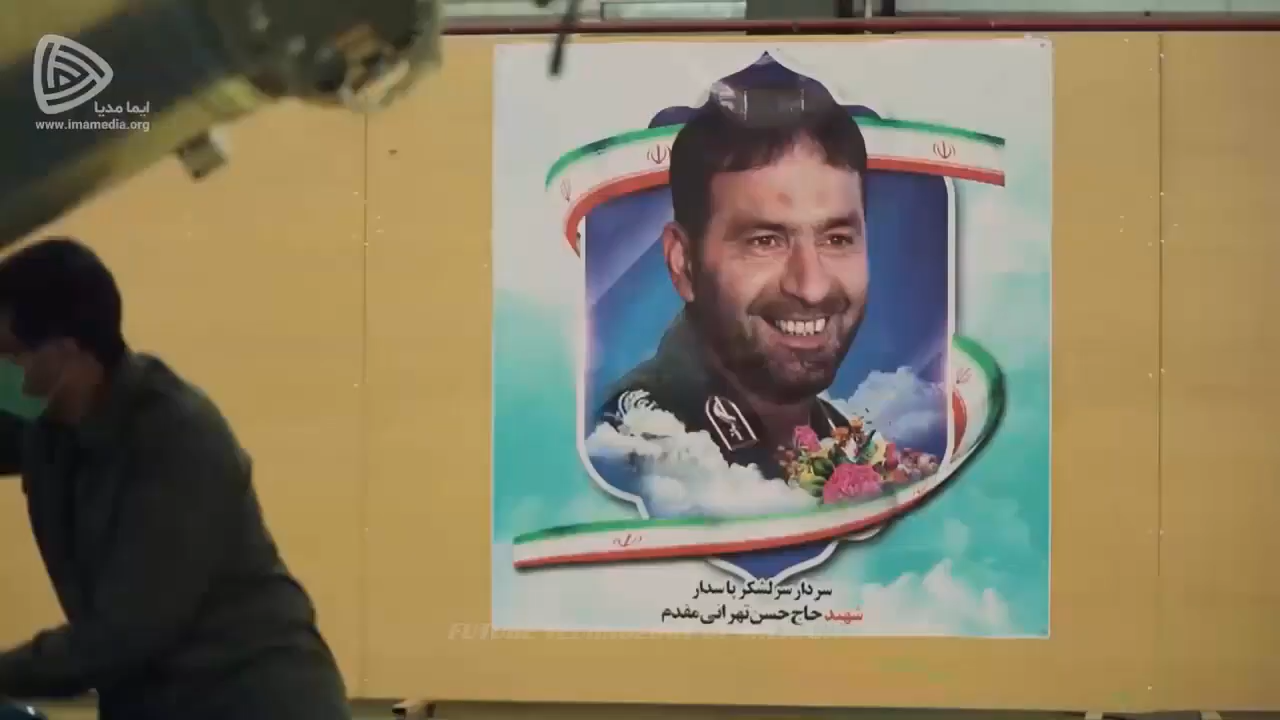 ایما مدیا
www.imamedia.org
سردار سرلشکر پاسدار
شهید حاج حسن تهرانی مقدم